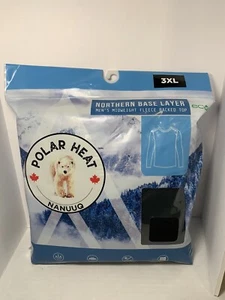 3XL
NORTHERN BASE LAYER
MEN'S MIDWEIGHT FLEECE BACKED TOP
POLAR HEAT
NANUUQ